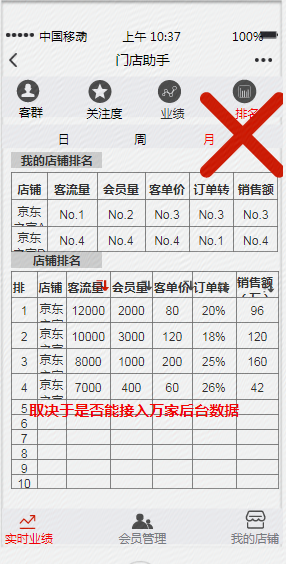 中国移动 上午 10:37 100%
门店助手
客群 关注度 业绩 排名
日 周 月
我的店铺排名
店铺 客流量 会员量 客单价 订单转 销售额
京东 No.1 No.2 No.3 No.3 No.3
京东 No.4 No.4 No.4 No.1 No.4
店铺排名
排 店铺 客流量 会员量 客单价 订单转 销售额
1 京东 12000 2000 80 20% 96
2 京东 10000 3000 120 18% 120
3 京东 8000 1000 200 25% 160
4 京东 7000 400 60 26% 42
5
取决于是否能接入万家后台数据
6
7
8
9
10
实时业绩 会员管理 我的店铺